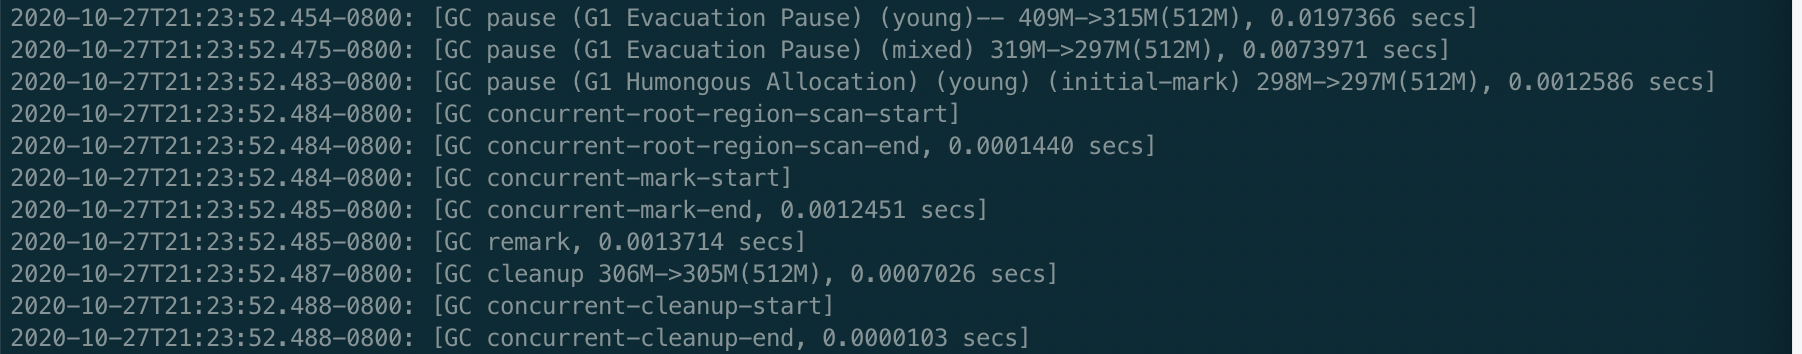 2020-10-27T21:23:52.454-0800: [GC pause (G1 Evacuation Pause) (young)-- 409M->315M(512M), 0.0197366 secs]
2020-10-27T21:23:52.475-0800: [GC pause (G1 Evacuation Pause) (mixed) 319M->297M(512M), 0.0073971 secs]
2020-10-27T21:23:52.483-0800: [GC pause (G1 Humongous Allocation) (young) (initial-mark) 298M->297M(512M), 0.0012586 secs]
2020-10-27T21:23:52.484-0800: [GC concurrent-root-region-scan-start]
2020-10-27T21:23:52.484-0800: [GC concurrent-root-region-scan-end, 0.0001440 secs]
2020-10-27T21:23:52.484-0800: [GC concurrent-mark-start]
2020-10-27T21:23:52.485-0800: [GC concurrent-mark-end, 0.0012451 secs]
2020-10-27T21:23:52.485-0800: [GC remark, 0.0013714 secs]
2020-10-27T21:23:52.487-0800: [GC cleanup 306M->305M(512M), 0.0007026 secs]
2020-10-27T21:23:52.488-0800: [GC concurrent-cleanup-start]
2020-10-27T21:23:52.488-0800: [GC concurrent-cleanup-end, 0.0000103 secs]